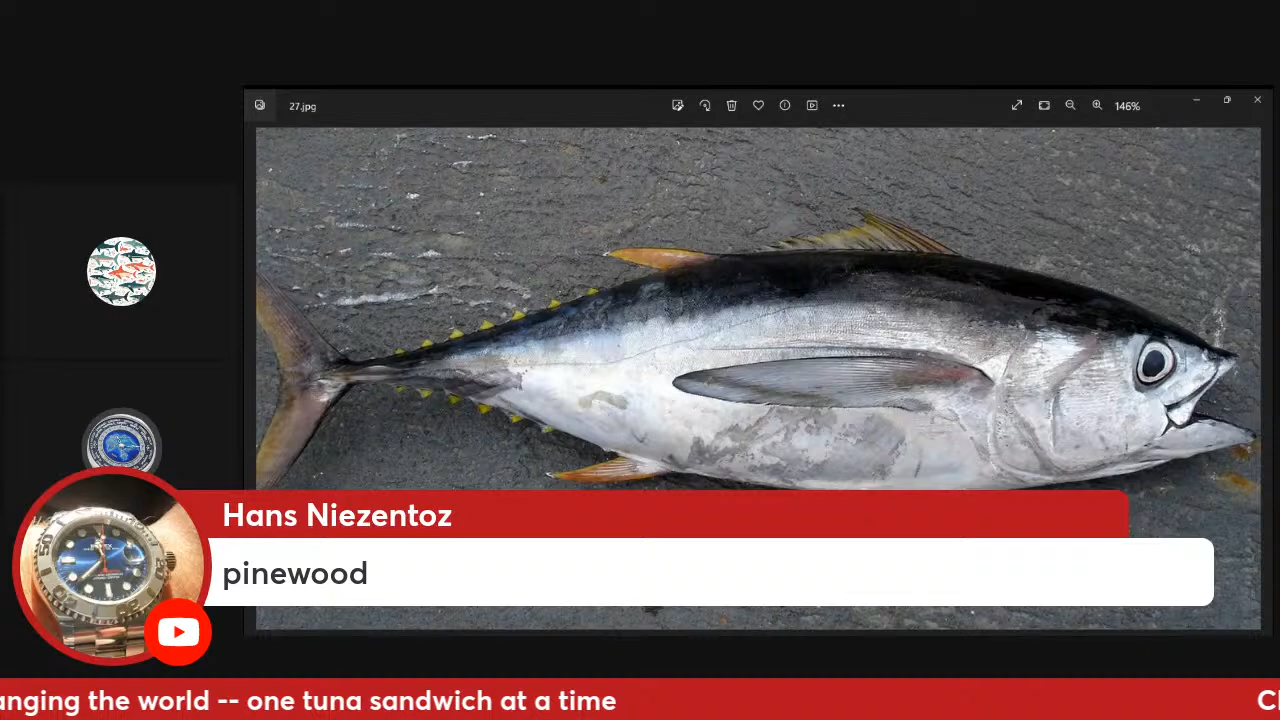 27.jpg
146%
Hans Niezentoz
pinewood
anging the world -- one tuna sandwich at a time
Cl